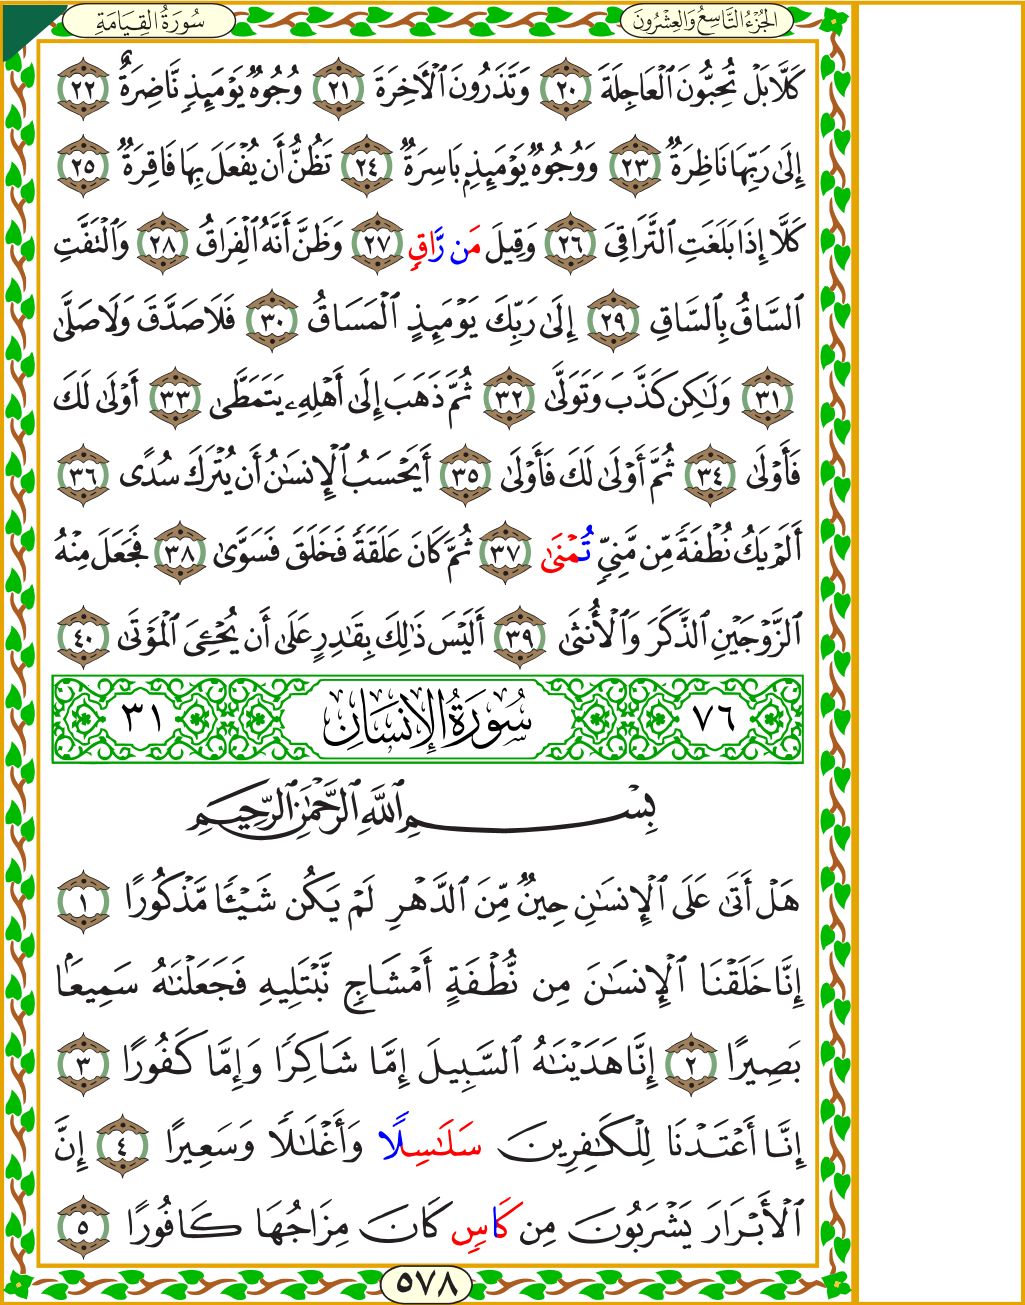 الجُزْءُ التَّاسِعُ وَالعِشْرُونَ
سُورَةُ القِيَامَةِ
كَلَّا بَلْ تُحِبُّونَ ٱلْعَاجِلَةَ ٢٠ وَتَذَرُونَ ٱلْأَخِرَةَ ٢١ وُجُوهٌ يَوْمَئِذٍ نَّاضِرَةٌ ٢٢
إِلَىٰ رَبِّهَا نَاظِرَةٌ ٢٣ وَوُجُوهٌ يَوْمَئِذٍ بَاسِرَةٌ ٢٤ تَظُنُّ أَن يُفْعَلَ بِهَا فَاقِرَةٌ ٢٥
كَلَّا إِذَا بَلَغَتِ ٱلتَّرَاقِىَ ٢٦ وَقِيلَ مَن رَّاقٍ ٢٧ وَظَنَّ أَنَّهُ ٱلْفِرَاقُ ٢٨ وَٱلْتَفَّتِ
ٱلسَّاقُ بِٱلسَّاقِ ٢٩ إِلَىٰ رَبِّكَ يَوْمَئِذٍ ٱلْمَسَاقُ ٣٠ فَلَا صَدَّقَ وَلَا صَلَّىٰ
٣١ وَلَٰكِن كَذَّبَ وَتَوَلَّىٰ ٣٢ ثُمَّ ذَهَبَ إِلَىٰ أَهْلِهِۦ يَتَمَطَّىٰ ٣٣ أَوْلَىٰ لَكَ
فَأَوْلَىٰ ٣٤ ثُمَّ أَوْلَىٰ لَكَ فَأَوْلَىٰ ٣٥ أَيَحْسَبُ ٱلْإِنسَٰنُ أَن يُتْرَكَ سُدًى ٣٦
أَلَمْ يَكُ نُطْفَةً مِّن مَّنِىٍّ تُمْنَىٰ ٣٧ ثُمَّ كَانَ عَلَقَةً فَخَلَقَ فَسَوَّىٰ ٣٨ فَجَعَلَ مِنْهُ
ٱلزَّوْجَيْنِ ٱلذَّكَرَ وَٱلْأُنثَىٰ ٣٩ أَلَيْسَ ذَٰلِكَ بِقَٰدِرٍ عَلَىٰ أَن يُحْـِۧىَ ٱلْمَوْتَىٰ ٤٠
٧٦ سُورَةُ الإِنسَانِ ٣١
بِسْمِ ٱللَّهِ ٱلرَّحْمَٰنِ ٱلرَّحِيمِ
هَلْ أَتَىٰ عَلَى ٱلْإِنسَٰنِ حِينٌ مِّنَ ٱلدَّهْرِ لَمْ يَكُن شَيْـًٔا مَّذْكُورًا ١
إِنَّا خَلَقْنَا ٱلْإِنسَٰنَ مِن نُّطْفَةٍ أَمْشَاجٍ نَّبْتَلِيهِ فَجَعَلْنَٰهُ سَمِيعًۢا
بَصِيرًا ٢ إِنَّا هَدَيْنَٰهُ ٱلسَّبِيلَ إِمَّا شَاكِرًا وَإِمَّا كَفُورًا ٣
إِنَّا أَعْتَدْنَا لِلْكَٰفِرِينَ سَلَٰسِلًا وَأَغْلَٰلًا وَسَعِيرًا ٤ إِنَّ
ٱلْأَبْرَارَ يَشْرَبُونَ مِن كَاسٍ كَانَ مِزَاجُهَا كَافُورًا ٥
٥٧٨